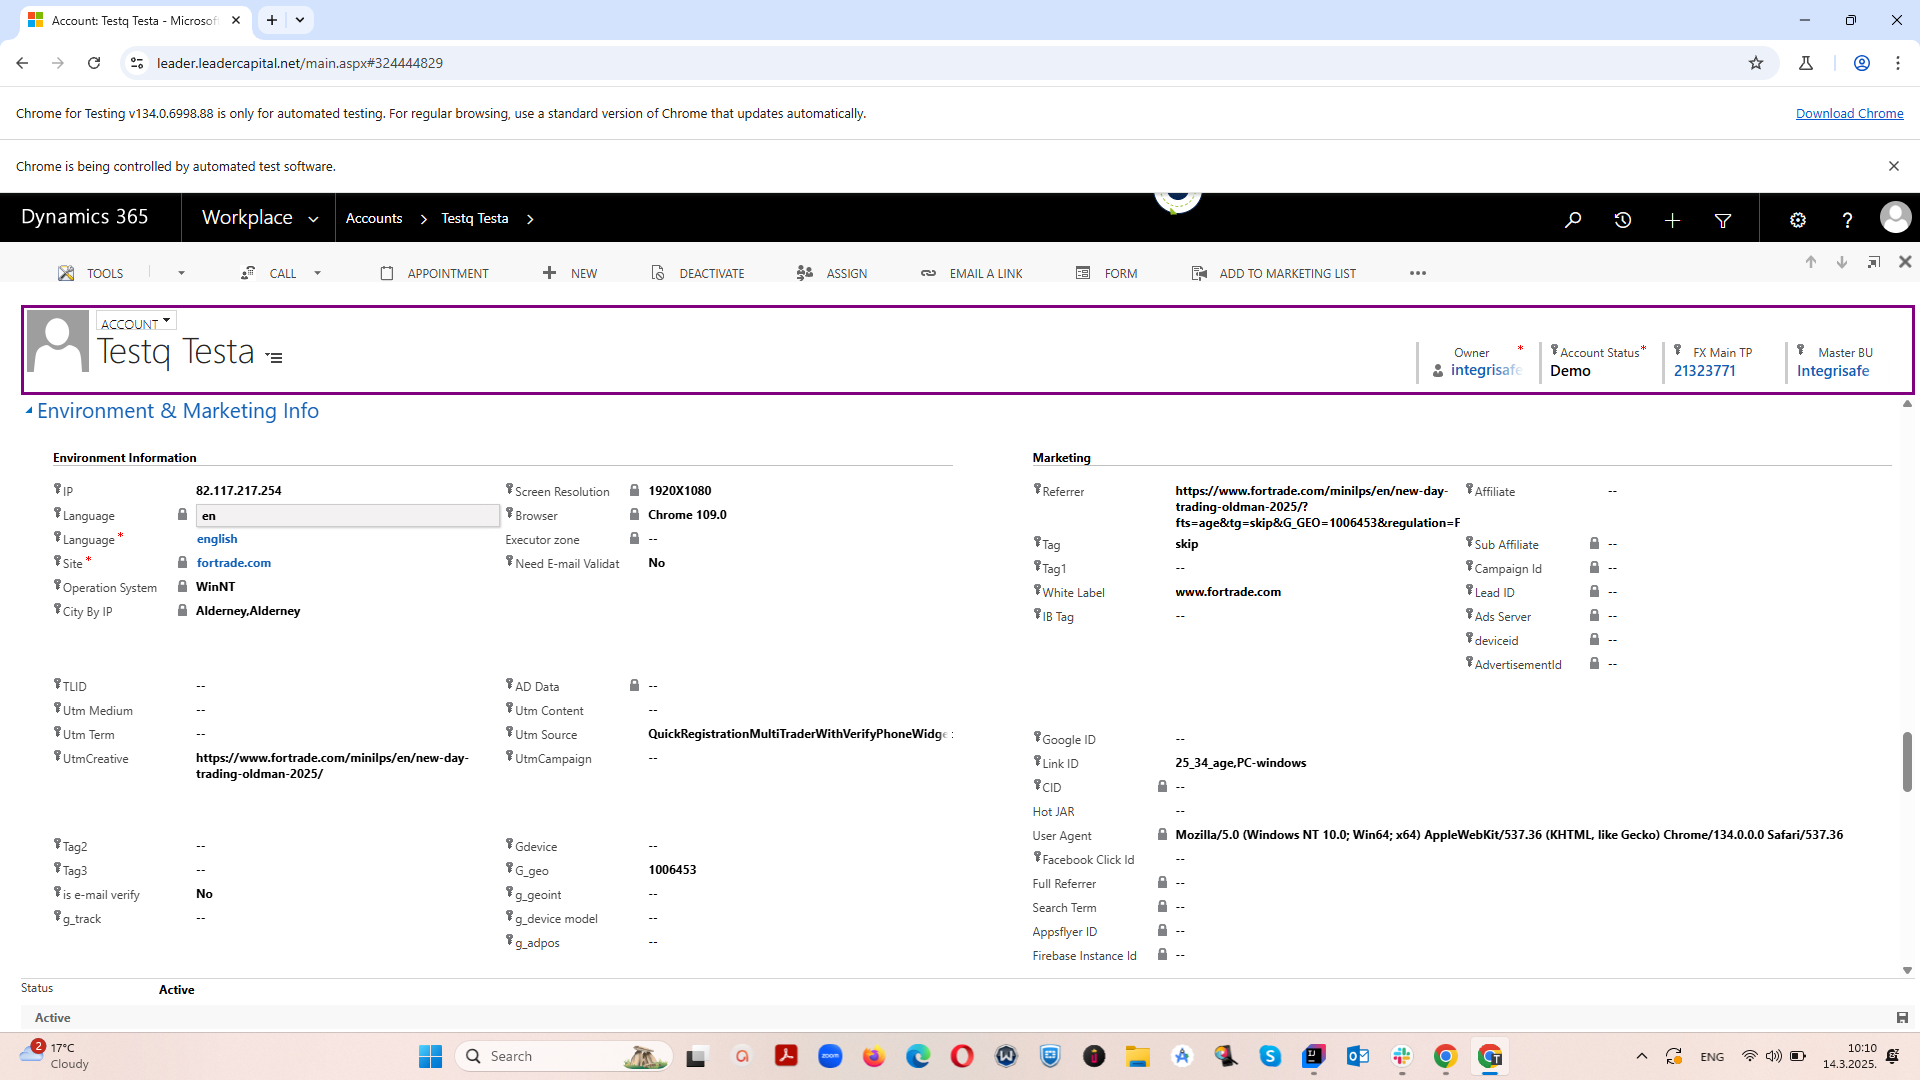 Account: Testq Testa - Microsof
leader.leadercapital.net/main.aspx#324444829
Chrome for Testing v134.0.6998.88 is only for automated testing. For regular browsing, use a standard version of Chrome that updates automatically.
Download Chrome
Chrome is being controlled by automated test software.
Dynamics 365
Workplace
Accounts
Testq Testa
TOOLS
CALL
APPOINTMENT
NEW
DEACTIVATE
ASSIGN
EMAIL A LINK
FORM
ADD TO MARKETING LIST
ACCOUNT
Testq Testa
Owner *
integrisafe
Account Status *
Demo
FX Main TP
21323771
Master BU
Integrisafe
Environment & Marketing Info
Environment Information
IP 82.117.217.254
Language en
Language * english
Site * fortrade.com
Operation System WinNT
City By IP Alderney,Alderney
Screen Resolution 1920X1080
Browser Chrome 109.0
Executor zone --
Need E-mail Validat No
TLID --
Utm Medium --
Utm Term --
UtmCreative https://www.fortrade.com/minilps/en/new-day-
trading-oldman-2025/
AD Data --
Utm Content --
Utm Source QuickRegistrationMultiTraderWithVerifyPhoneWidge
UtmCampaign --
Tag2 --
Tag3 --
is e-mail verify No
g_track --
Gdevice --
G_geo 1006453
g_geoint --
g_device model --
g_adpos --
Marketing
Referrer https://www.fortrade.com/minilps/en/new-day-
trading-oldman-2025/?
fts=age&tg=skip&G_GEO=1006453&regulation=F
Tag skip
Tag1 --
White Label www.fortrade.com
IB Tag --
Affiliate --
Sub Affiliate --
Campaign Id --
Lead ID --
Ads Server --
deviceid --
AdvertisementId --
Google ID --
Link ID 25_34_age,PC-windows
CID --
Hot JAR --
User Agent Mozilla/5.0 (Windows NT 10.0; Win64; x64) AppleWebKit/537.36 (KHTML, like Gecko) Chrome/134.0.0.0 Safari/537.36
Facebook Click Id --
Full Referrer --
Search Term --
Appsflyer ID --
Firebase Instance Id --
Status Active
Active
2
17°C
Cloudy
Search
zoom
ENG
10:10
14.3.2025.